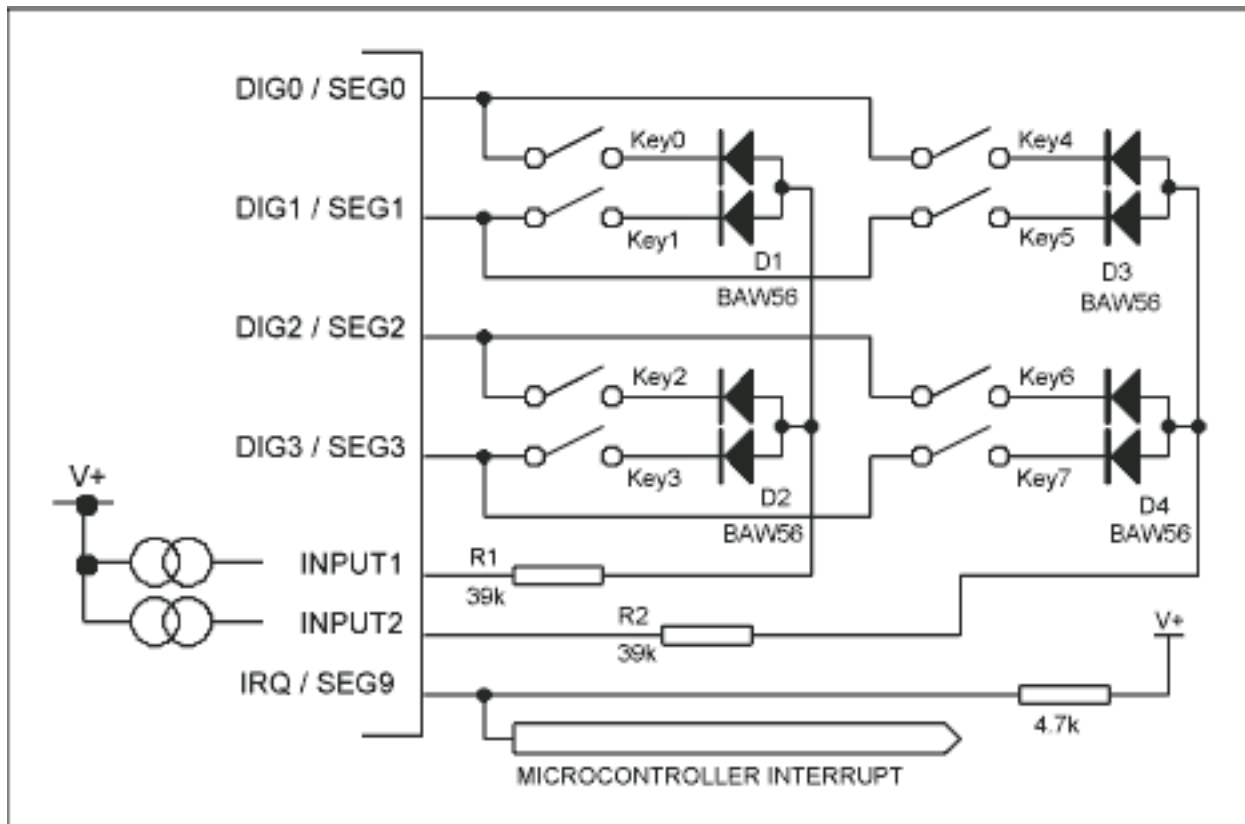 DIG0 / SEG0
Key0
Key4
DIG1 / SEG1
Key1
Key5
D1
BAW56
D3
BAW56
DIG2 / SEG2
Key2
Key6
DIG3 / SEG3
Key3
Key7
V+
D2
BAW56
D4
BAW56
INPUT1
R1
39k
INPUT2
R2
39k
V+
IRQ / SEG9
4.7k
MICROCONTROLLER INTERRUPT